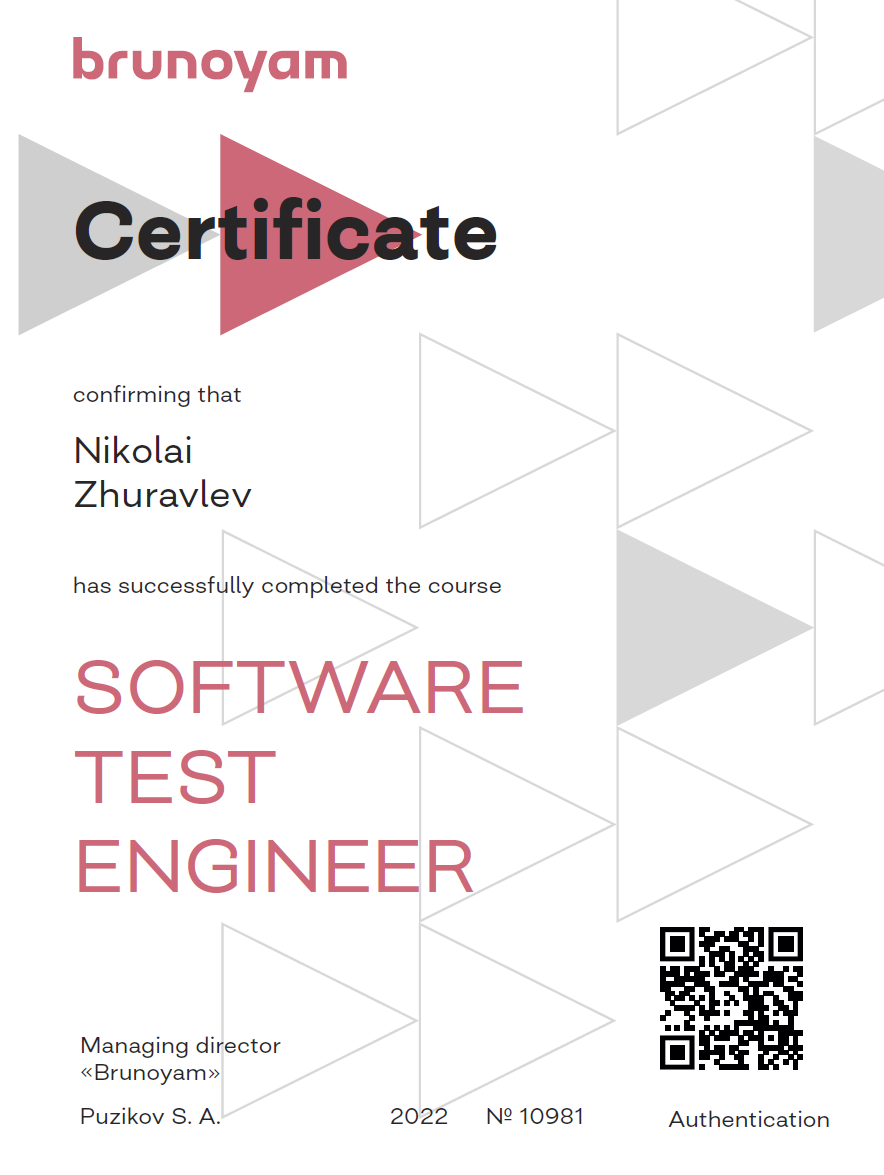 brunoyam
Certificate
confirming that
Nikolai
Zhuravlev
has successfully completed the course
SOFTWARE
TEST
ENGINEER
Managing director
«Brunoyam»
Puzikov S. A. 2022 № 10981 Authentication